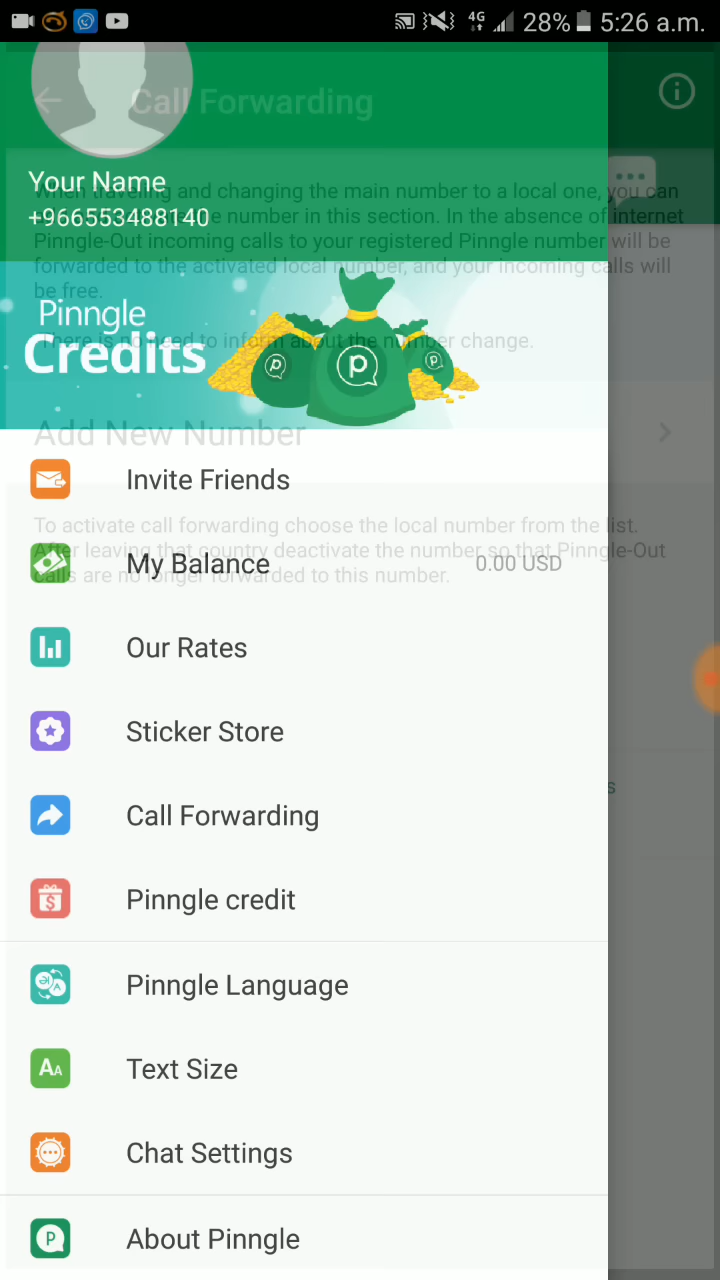 4G 28% 5:26 a.m.
Call Forwarding
Your Name
+966553488140
When traveling and changing the main number to a local one, you can
number in this section. In the absence of internet
Pinngle-Out incoming calls to your registered Pinngle number will be
forwarded to the activated local number, and your incoming calls will
be free.
Pinngle
Credits
There is no need to inform about the number change.
Add New Number
Invite Friends
To activate call forwarding choose the local number from the list.
After leaving that country deactivate the number so that Pinngle-Out
calls are no longer forwarded to this number.
My Balance 0.00 USD
Our Rates
Sticker Store
s
Call Forwarding
Pinngle credit
Pinngle Language
Text Size
Chat Settings
About Pinngle